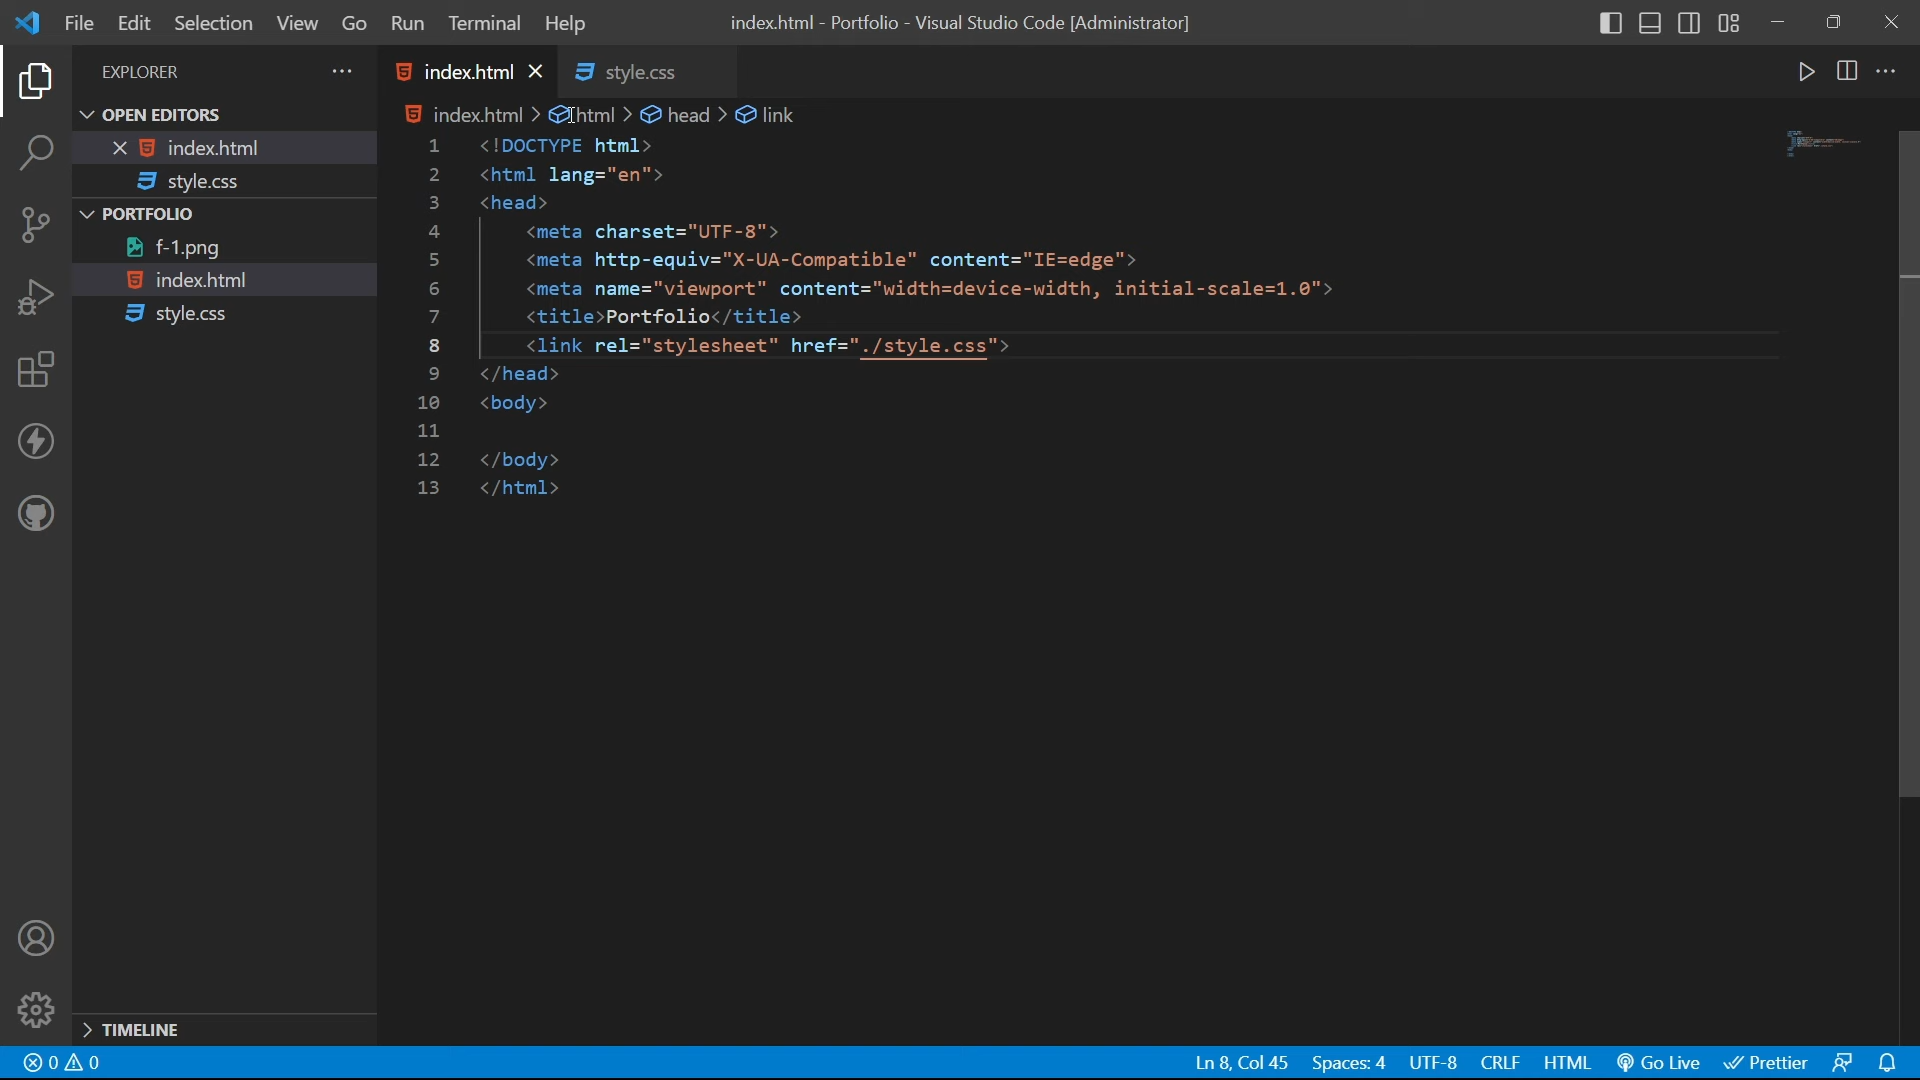 File Edit Selection View Go Run Terminal Help
index.html - Portfolio - Visual Studio Code [Administrator]
EXPLORER
OPEN EDITORS
index.html
style.css
PORTFOLIO
f-1.png
index.html
style.css
TIMELINE
index.html style.css
index.html > html > head > link
1 <!DOCTYPE html>
2 <html lang="en">
3 <head>
4 <meta charset="UTF-8">
5 <meta http-equiv="X-UA-Compatible" content="IE=edge">
6 <meta name="viewport" content="width=device-width, initial-scale=1.0">
7 <title>Portfolio</title>
8 <link rel="stylesheet" href="./style.css">
9 </head>
10 <body>
11
12 </body>
13 </html>
0 0
Ln 8, Col 45 Spaces: 4 UTF-8 CRLF HTML Go Live Prettier